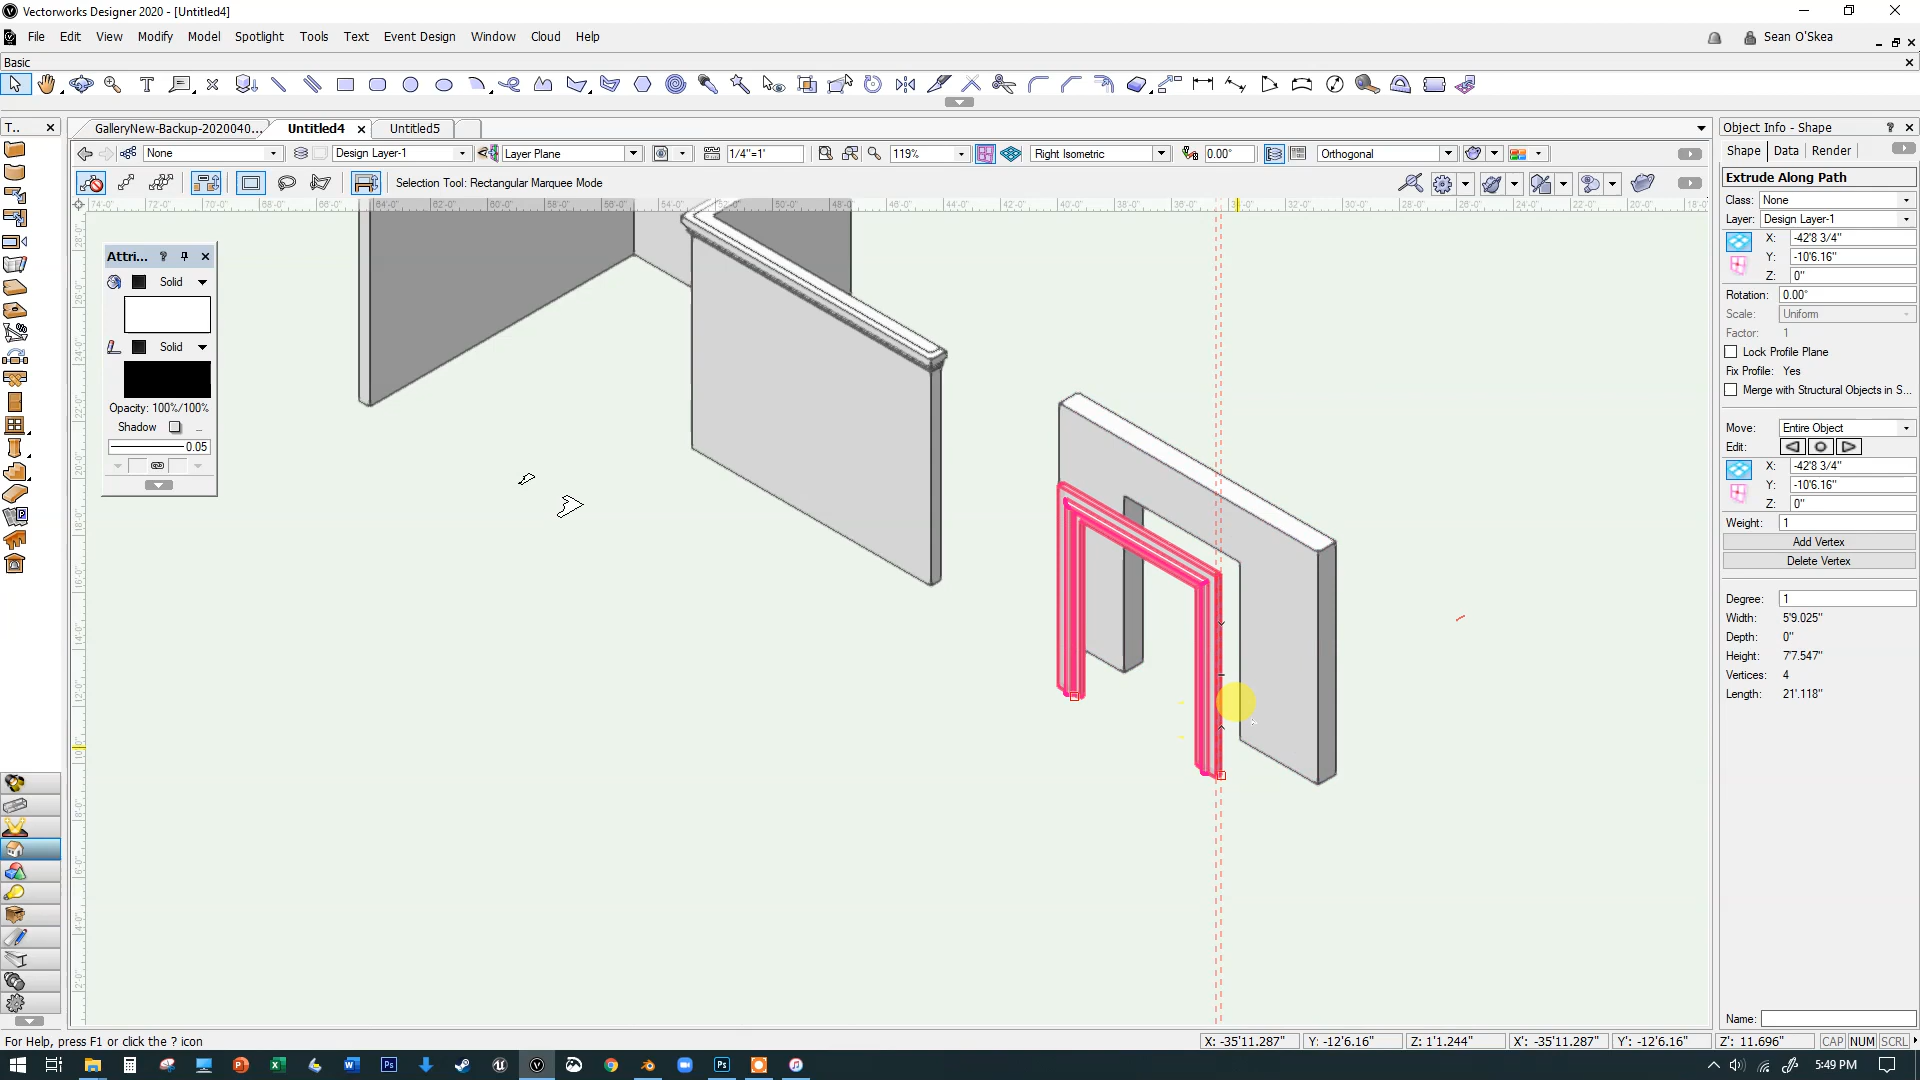 Vectorworks Designer 2020 - [Untitled4]
File Edit View Modify Model Spotlight Tools Text Event Design Window Cloud Help
Sean O'Skea
Basic
T..
GalleryNew-Backup-2020040...
Untitled4
Untitled5
None
Design Layer-1
Layer Plane
1/4"=1'
119%
Right Isometric
0.00°
Orthogonal
Selection Tool: Rectangular Marquee Mode
Attri...
Solid
Solid
Opacity: 100%/100%
Shadow
0.05
Object Info - Shape
Shape Data Render
Extrude Along Path
Class: None
Layer: Design Layer-1
X: -42'8 3/4"
Y: -10'6.16"
Z: 0"
Rotation: 0.00°
Scale: Uniform
Factor: 1
Lock Profile Plane
Fix Profile: Yes
Merge with Structural Objects in S...
Move: Entire Object
Edit:
X: -42'8 3/4"
Y: -10'6.16"
Z: 0"
Weight: 1
Add Vertex
Delete Vertex
Degree: 1
Width: 5'9.025"
Depth: 0"
Height: 7'7.547"
Vertices: 4
Length: 21'.118"
Name:
For Help, press F1 or click the ? icon
X: -35'11.287" Y: -12'6.16" Z: 1'1.244" X': -35'11.287" Y': -12'6.16" Z': 11.696" CAP NUM SCRL
5:49 PM